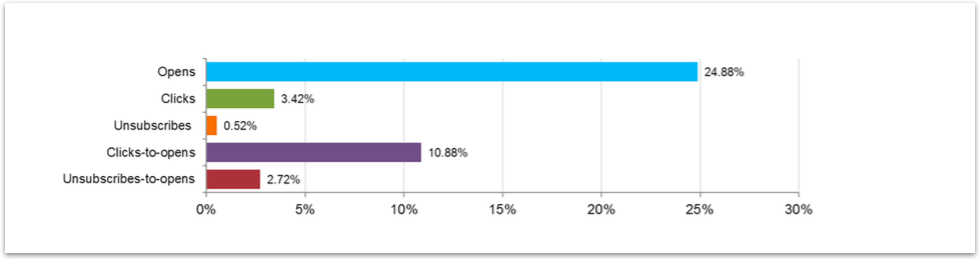 Opens 24.88%
Clicks 3.42%
Unsubscribes 0.52%
Clicks-to-opens 10.88%
Unsubscribes-to-opens 2.72%
0% 5% 10% 15% 20% 25% 30%